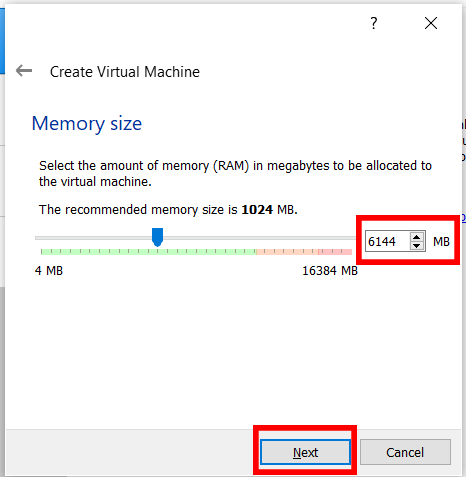 ?
Create Virtual Machine
Memory size
Select the amount of memory (RAM) in megabytes to be allocated to
the virtual machine.
The recommended memory size is 1024 MB.
6144 MB
4 MB 16384 MB
Next Cancel